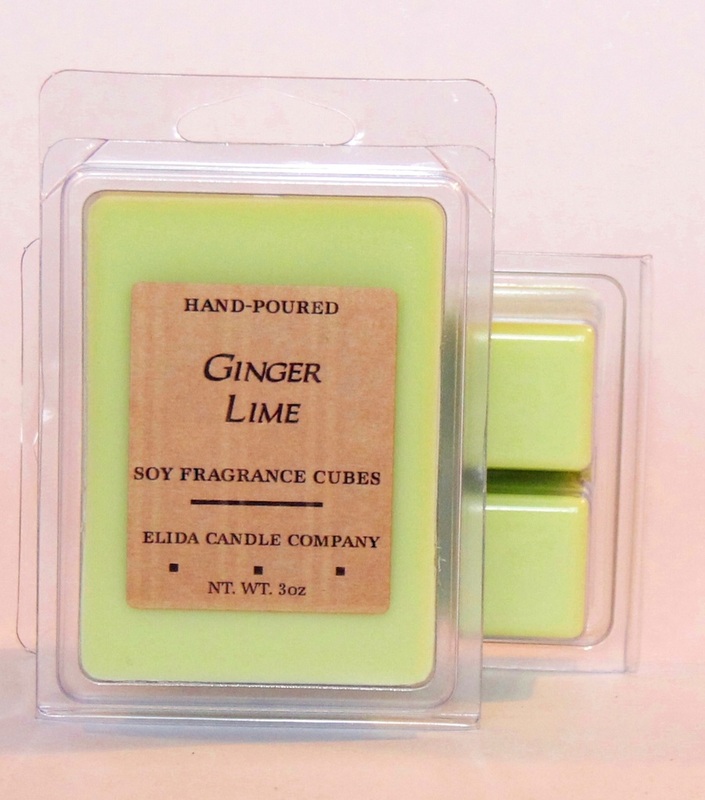 HAND-POURED
GINGER
LIME
SOY FRAGRANCE CUBES
ELIDA CANDLE COMPANY
NT. WT. 3oz